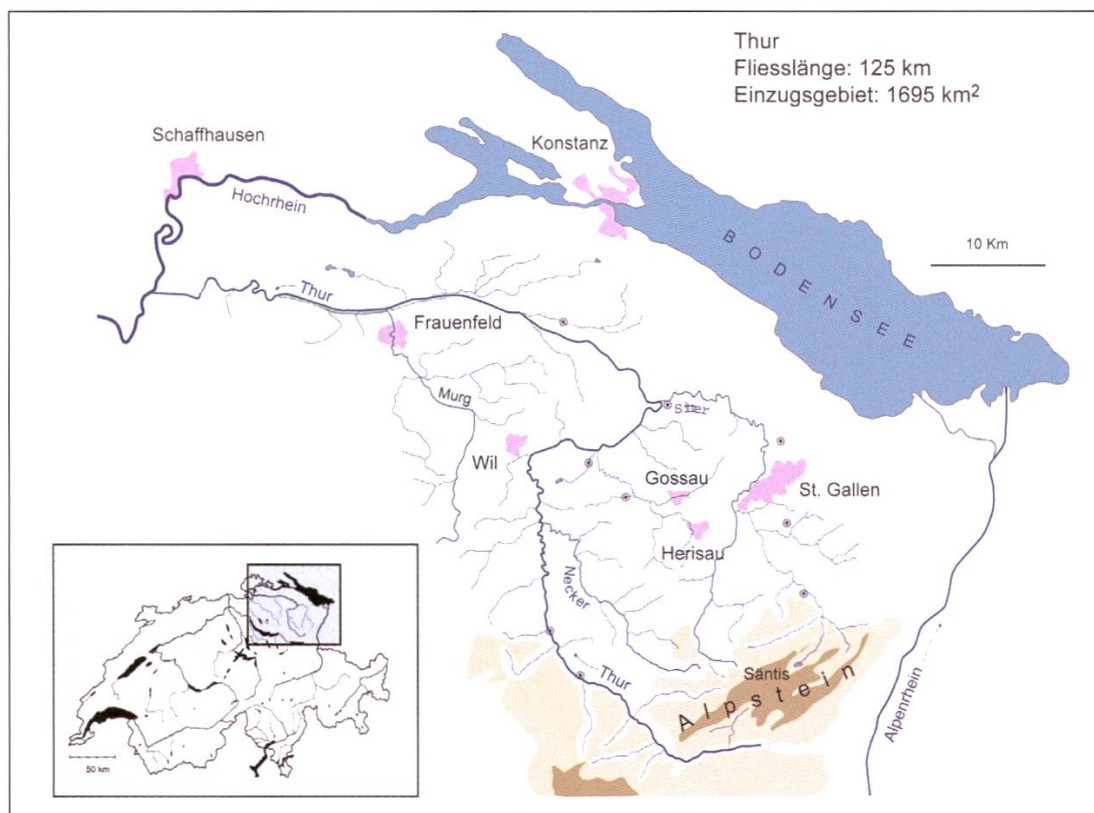 Thur
Fliesslänge: 125 km
Einzugsgebiet: 1695 km²
Schaffhausen
Konstanz
Hochrhein
BODENSEE
10 Km
Thur
Frauenfeld
Murg
Sitter
Wil
Gossau
St. Gallen
Herisau
Necker
Thur
Säntis
Alpstein
Alpenrhein
50 km